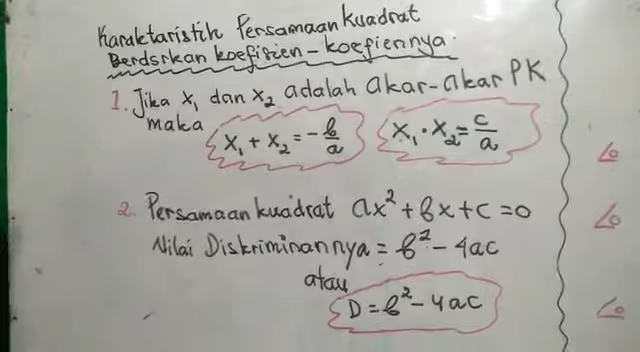 Karaktaristik Persamaan Kuadrat
Berdsrkan koefisien-koefiennya.
1. Jika x₁ dan x₂ adalah akar-akar PK
maka x₁ + x₂ = -b/a x₁ · x₂ = c/a
2. Persamaan kuadrat ax² + bx + c = 0
Nilai Diskriminannya = b² - 4ac
atau
D = b² - 4ac